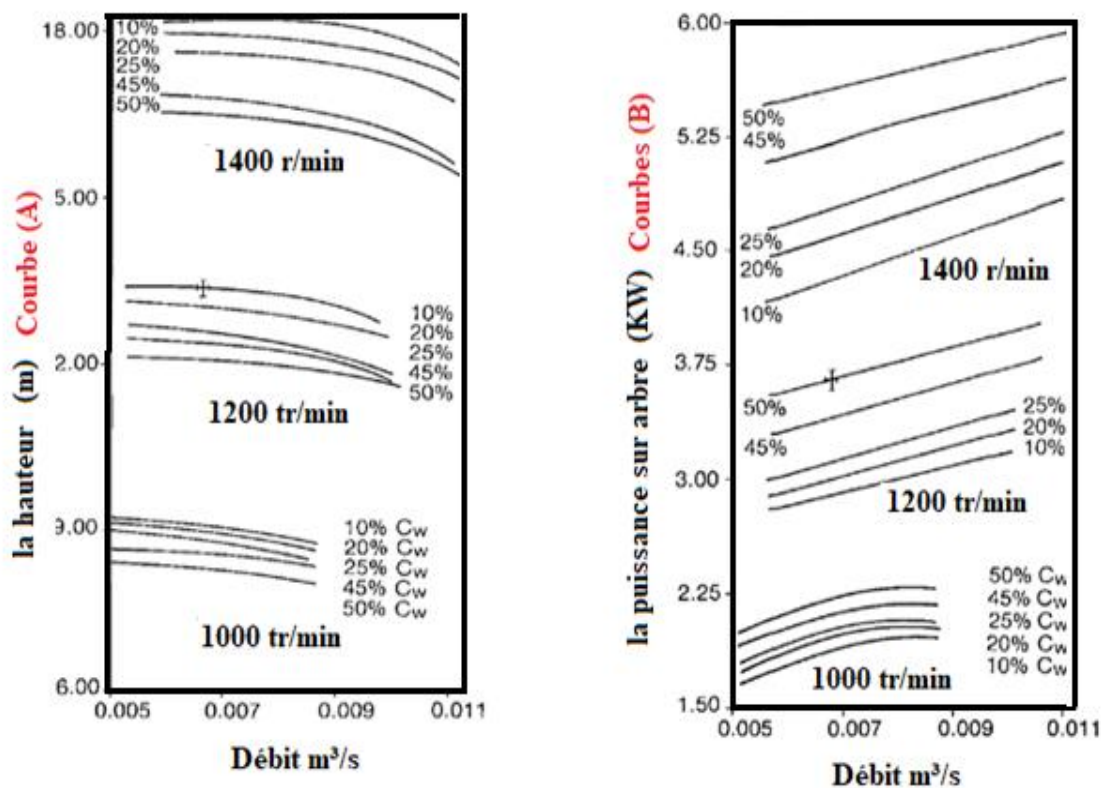 la hauteur (m) Courbe (A)
18.00
5.00
2.00
9.00
6.00
10%
20%
25%
45%
50%
1400 r/min
10%
20%
25%
45%
50%
1200 tr/min
10% Cw
20% Cw
25% Cw
45% Cw
50% Cw
1000 tr/min
0.005
0.007
0.009
0.011
Débit m³/s
la puissance sur arbre (KW) Courbes (B)
6.00
5.25
4.50
3.75
3.00
2.25
1.50
50%
45%
25%
20%
10%
1400 r/min
50%
45%
25%
20%
10%
1200 tr/min
50% Cw
45% Cw
25% Cw
20% Cw
10% Cw
1000 tr/min
0.005
0.007
0.009
0.011
Débit m³/s